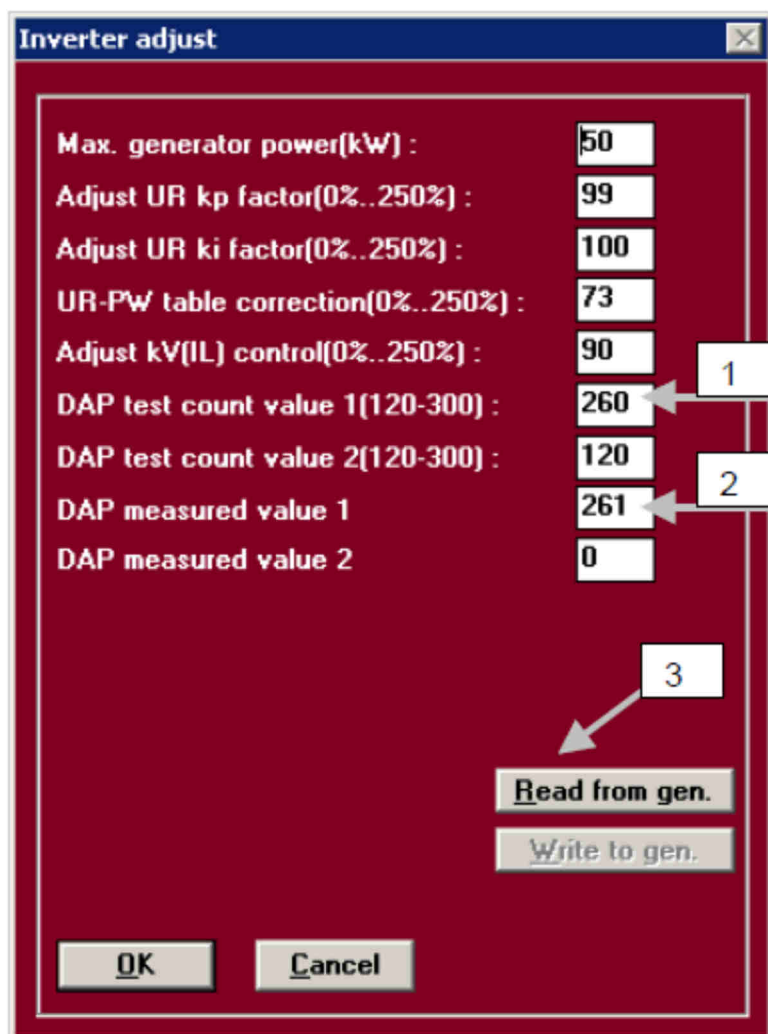 Inverter adjust
Max. generator power(kW) : 50
Adjust UR kp factor(0%..250%) : 99
Adjust UR ki factor(0%..250%) : 100
UR-PW table correction(0%..250%) : 73
Adjust kV(IL) control(0%..250%) : 90
1
DAP test count value 1(120-300) : 260
DAP test count value 2(120-300) : 120
2
DAP measured value 1 261
DAP measured value 2 0
3
Read from gen.
Write to gen.
OK Cancel